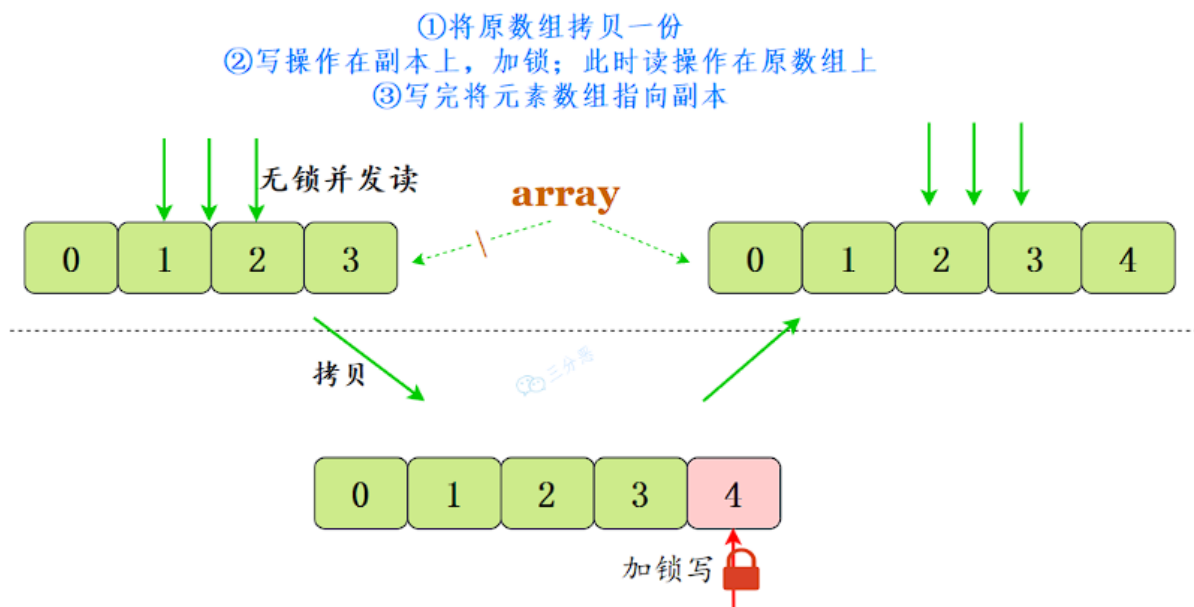 ①将原数组拷贝一份
②写操作在副本上，加锁；此时读操作在原数组上
③写完将元素数组指向副本
无锁并发读
array
0 1 2 3
0 1 2 3 4
拷贝
三分恶
0 1 2 3 4
加锁写